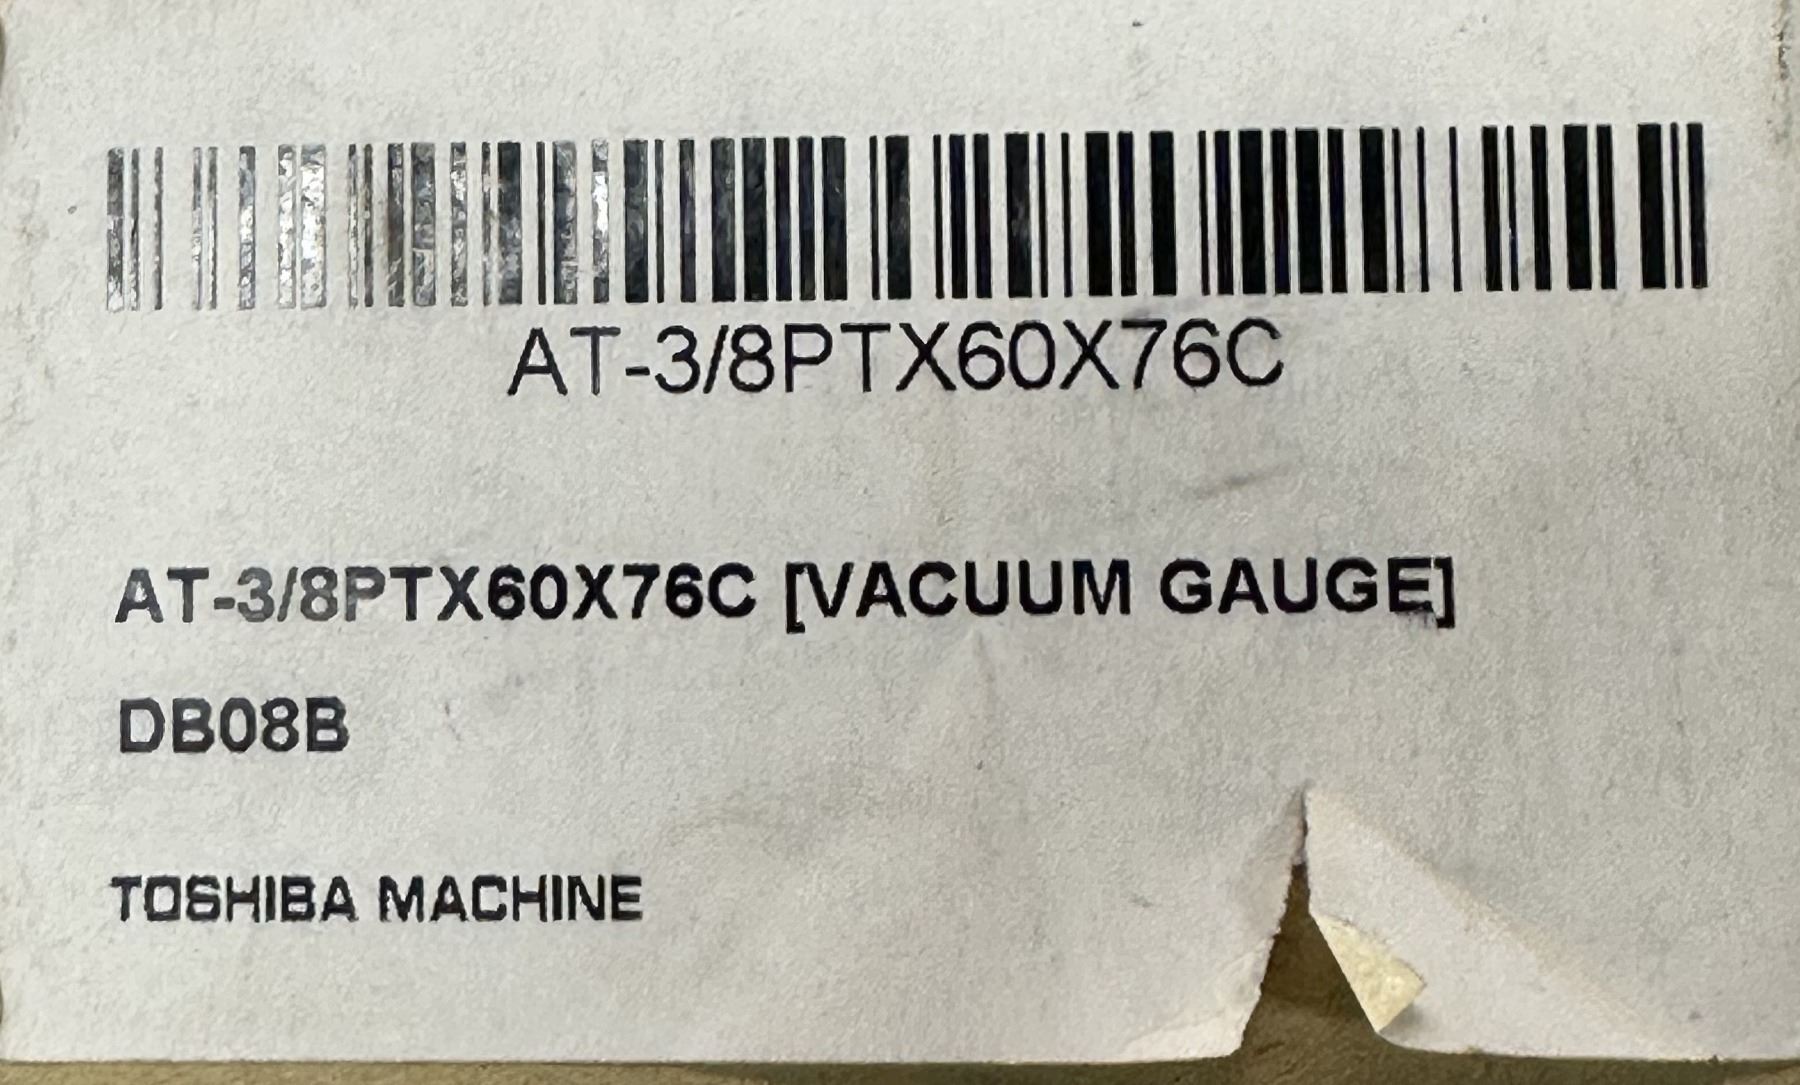 AT-3/8PTX60X76C
AT-3/8PTX60X76C [VACUUM GAUGE]
DB08B
TOSHIBA MACHINE